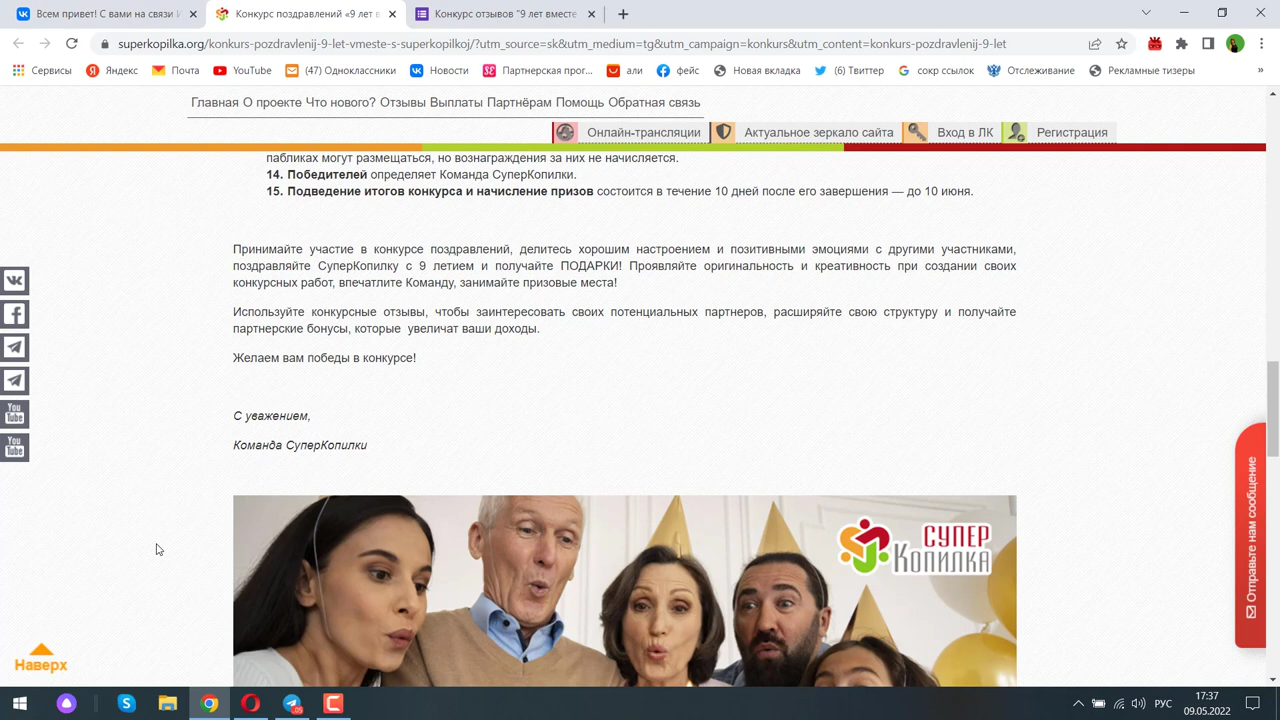 Всем привет! С вами на связи И
Конкурс поздравлений «9 лет в
Конкурс отзывов "9 лет вместе
superkopilka.org/konkurs-pozdravlenij-9-let-vmeste-s-superkopilkoj/?utm_source=sk&utm_medium=tg&utm_campaign=konkurs&utm_content=konkurs-pozdravlenij-9-let
Сервисы Яндекс Почта YouTube (47) Одноклассники Новости Партнерская прог... али фейс Новая вкладка (6) Твиттер сокр ссылок Отслеживание Рекламные тизеры »
Главная О проекте Что нового? Отзывы Выплаты Партнёрам Помощь Обратная связь
Онлайн-трансляции Актуальное зеркало сайта Вход в ЛК Регистрация
пабликах могут размещаться, но вознаграждения за них не начисляется.
14. Победителей определяет Команда СуперКопилки.
15. Подведение итогов конкурса и начисление призов состоится в течение 10 дней после его завершения — до 10 июня.
Принимайте участие в конкурсе поздравлений, делитесь хорошим настроением и позитивными эмоциями с другими участниками,
поздравляйте СуперКопилку с 9 летием и получайте ПОДАРКИ! Проявляйте оригинальность и креативность при создании своих
конкурсных работ, впечатлите Команду, занимайте призовые места!
Используйте конкурсные отзывы, чтобы заинтересовать своих потенциальных партнеров, расширяйте свою структуру и получайте
партнерские бонусы, которые увеличат ваши доходы.
Желаем вам победы в конкурсе!
С уважением,
Команда СуперКопилки
СУПЕР
КОПИЛКА
You
Tube
You
Tube
Отправьте нам сообщение
Наверх
05
РУС
17:37
09.05.2022